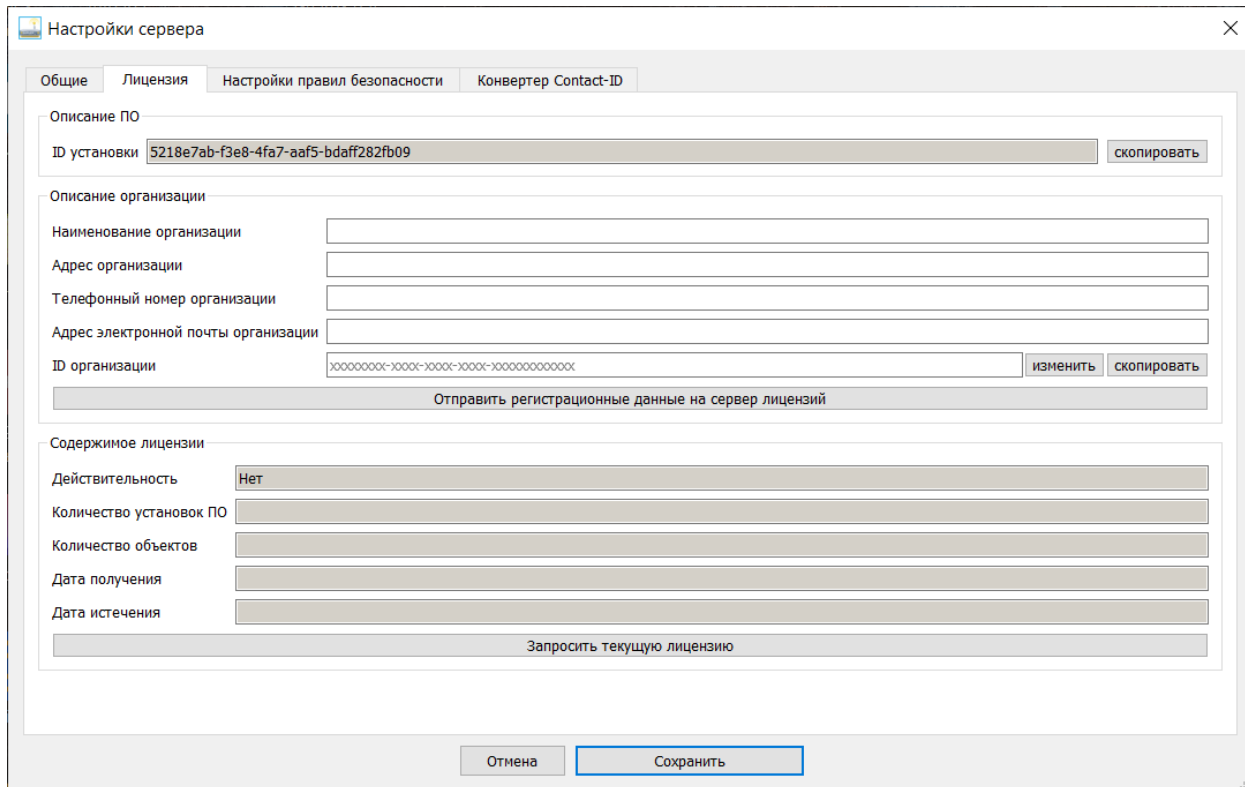 Настройки сервера
Общие Лицензия Настройки правил безопасности Конвертер Contact-ID
Описание ПО
ID установки 5218e7ab-f3e8-4fa7-aaf5-bdaff282fb09 скопировать
Описание организации
Наименование организации
Адрес организации
Телефонный номер организации
Адрес электронной почты организации
ID организации xxxxxxxx-xxxx-xxxx-xxxx-xxxxxxxxxxxx изменить скопировать
Отправить регистрационные данные на сервер лицензий
Содержимое лицензии
Действительность Нет
Количество установок ПО
Количество объектов
Дата получения
Дата истечения
Запросить текущую лицензию
Отмена Сохранить